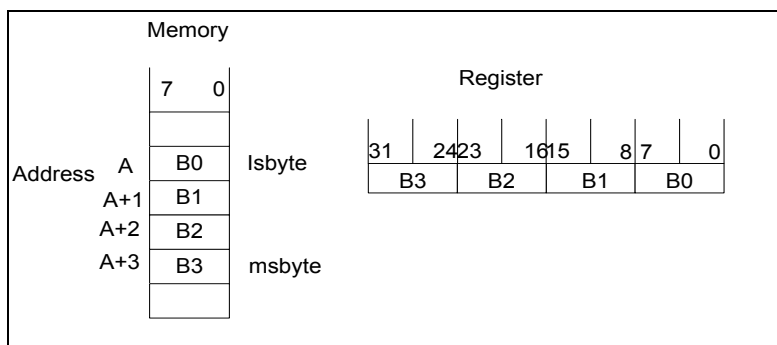 Memory
7 0
Register
31 24 23 16 15 8 7 0
B3 B2 B1 B0
Address A B0 lsbyte
A+1 B1
A+2 B2
A+3 B3 msbyte